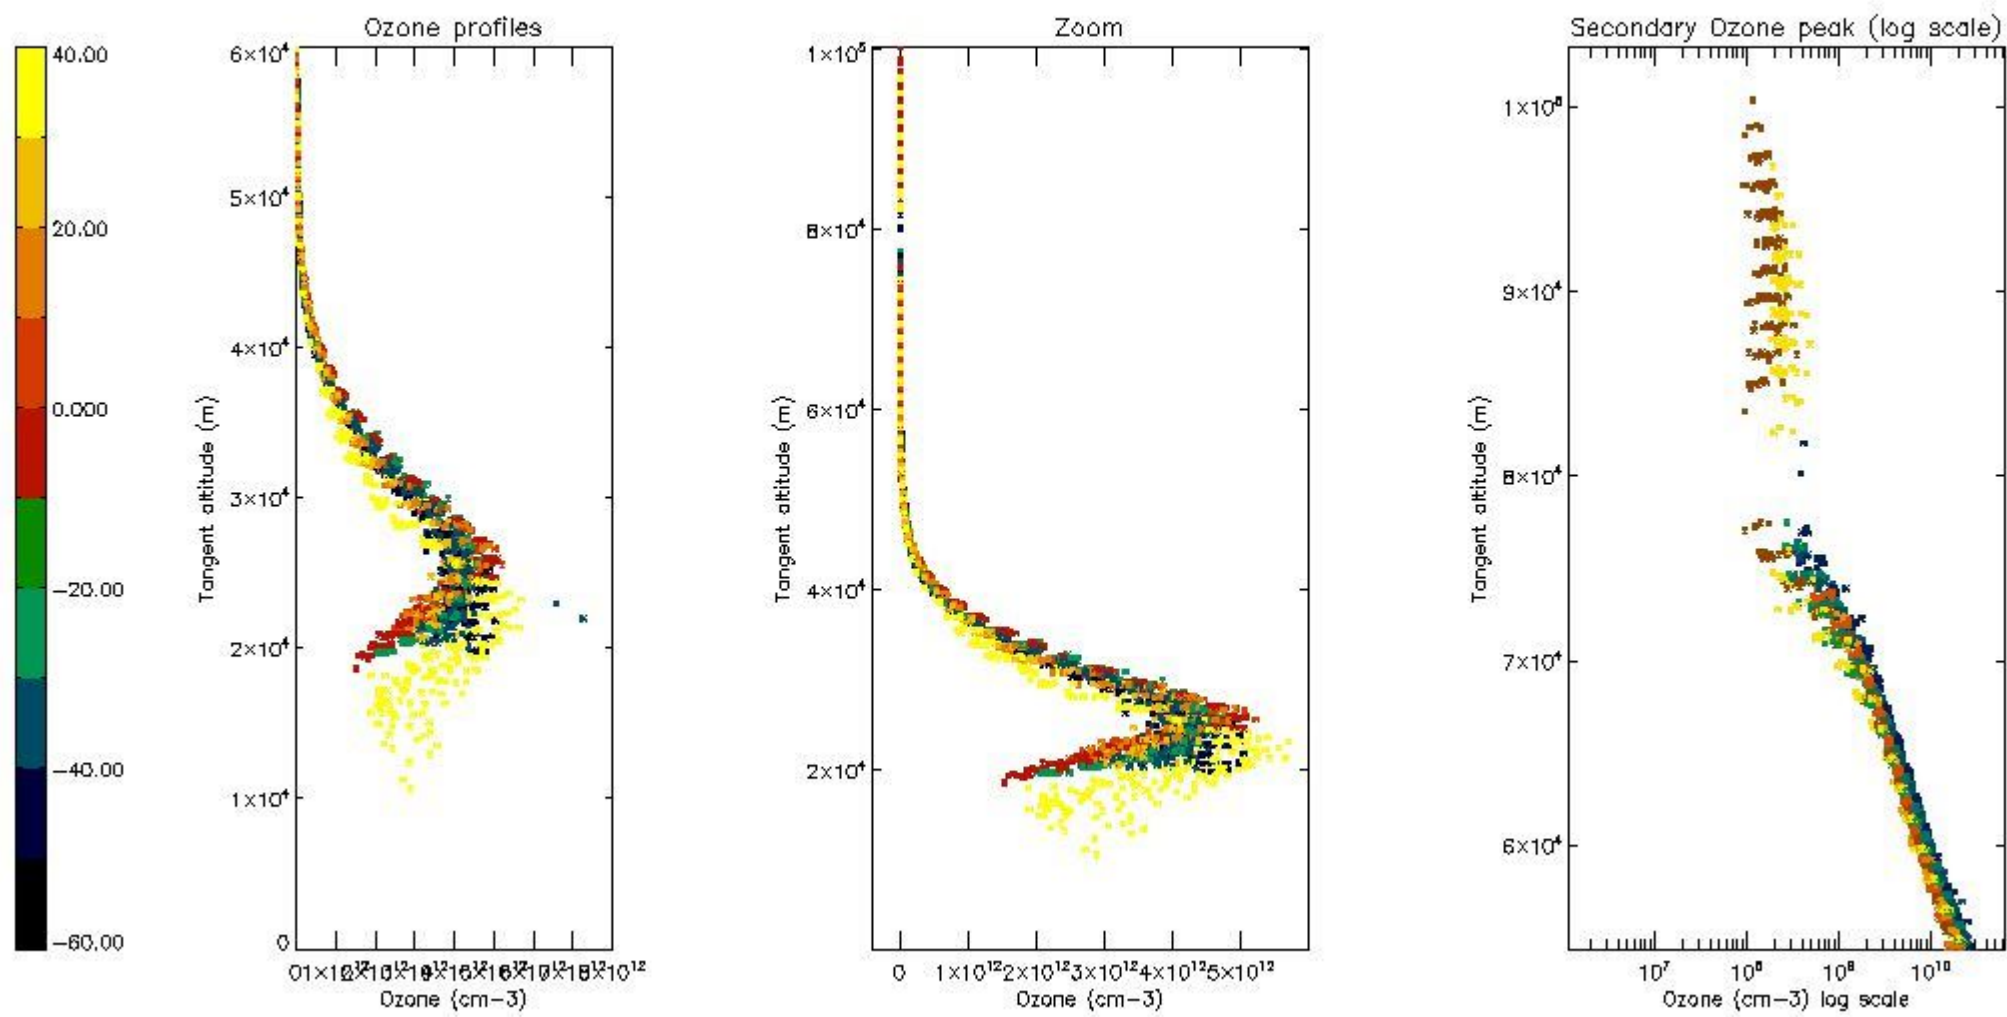 Ozone profiles
Zoom
Secondary Ozone peak (log scale)
40.00
20.00
0.000
-20.00
-40.00
-60.00
Tangent altitude (m)
6×10⁴
5×10⁴
4×10⁴
3×10⁴
2×10⁴
1×10⁴
0
Ozone (cm-3)
Tangent altitude (m)
1×10⁵
8×10⁴
6×10⁴
4×10⁴
2×10⁴
0 1×10¹² 2×10¹² 3×10¹² 4×10¹² 5×10¹²
Ozone (cm-3)
Tangent altitude (m)
1×10⁵
9×10⁴
8×10⁴
7×10⁴
6×10⁴
10⁷ 10⁸ 10⁹ 10¹⁰
Ozone (cm-3) log scale